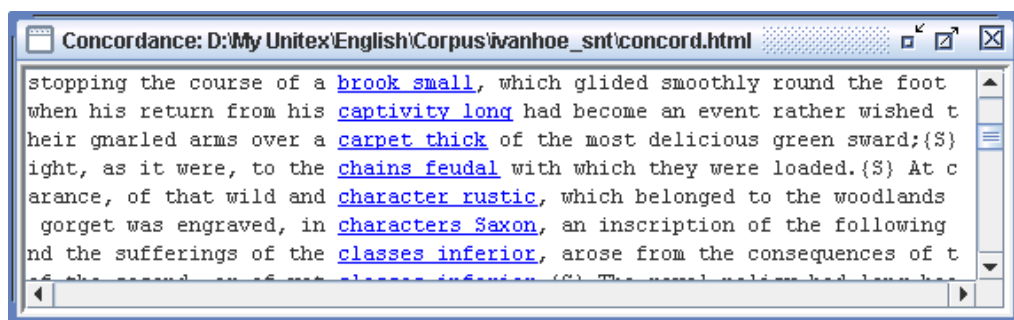 Concordance: D:\My Unitex\English\Corpus\ivanhoe_snt\concord.html
stopping the course of a brook small, which glided smoothly round the foot
when his return from his captivity long had become an event rather wished t
heir gnarled arms over a carpet thick of the most delicious green sward;{S}
ight, as it were, to the chains feudal with which they were loaded.{S} At c
arance, of that wild and character rustic, which belonged to the woodlands
gorget was engraved, in characters Saxon, an inscription of the following
nd the sufferings of the classes inferior, arose from the consequences of t